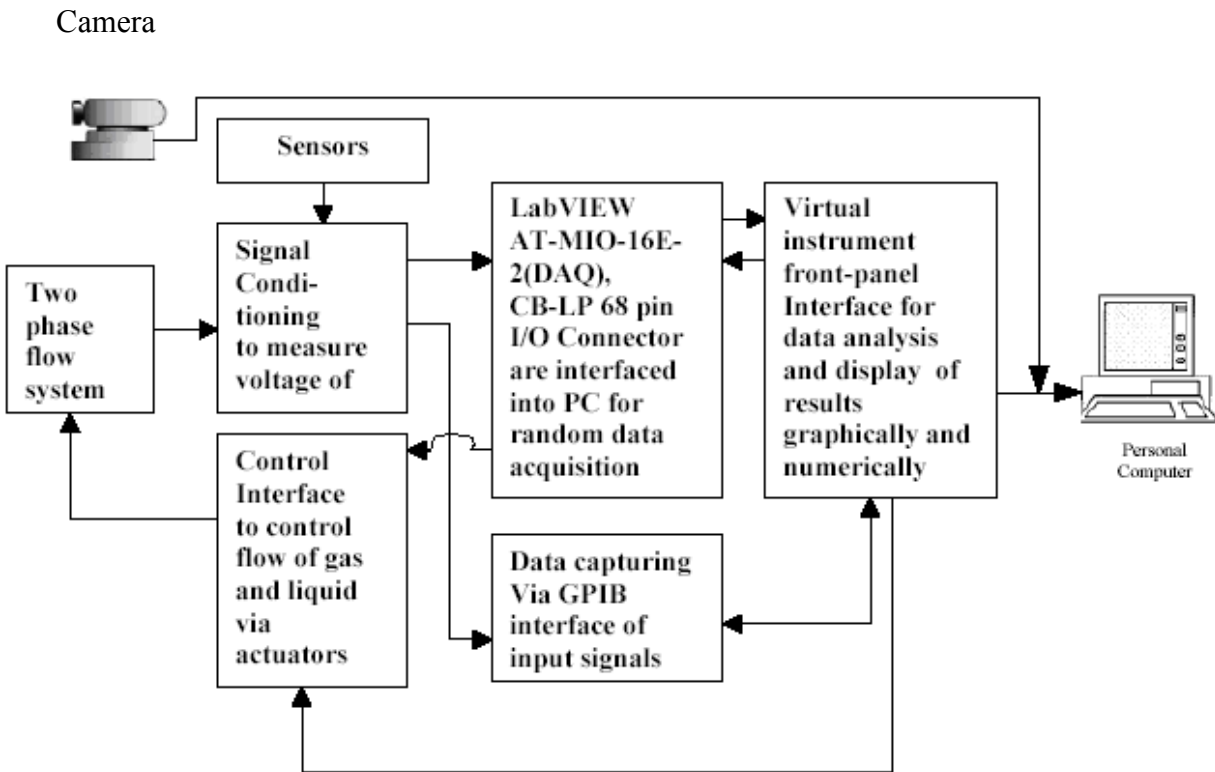 Camera
Sensors
Two
phase
flow
system
Signal
Condi-
tioning
to measure
voltage of
LabVIEW
AT-MIO-16E-
2(DAQ),
CB-LP 68 pin
I/O Connector
are interfaced
into PC for
random data
acquisition
Virtual
instrument
front-panel
Interface for
data analysis
and display of
results
graphically and
numerically
Personal
Computer
Control
Interface
to control
flow of gas
and liquid
via
actuators
Data capturing
Via GPIB
interface of
input signals